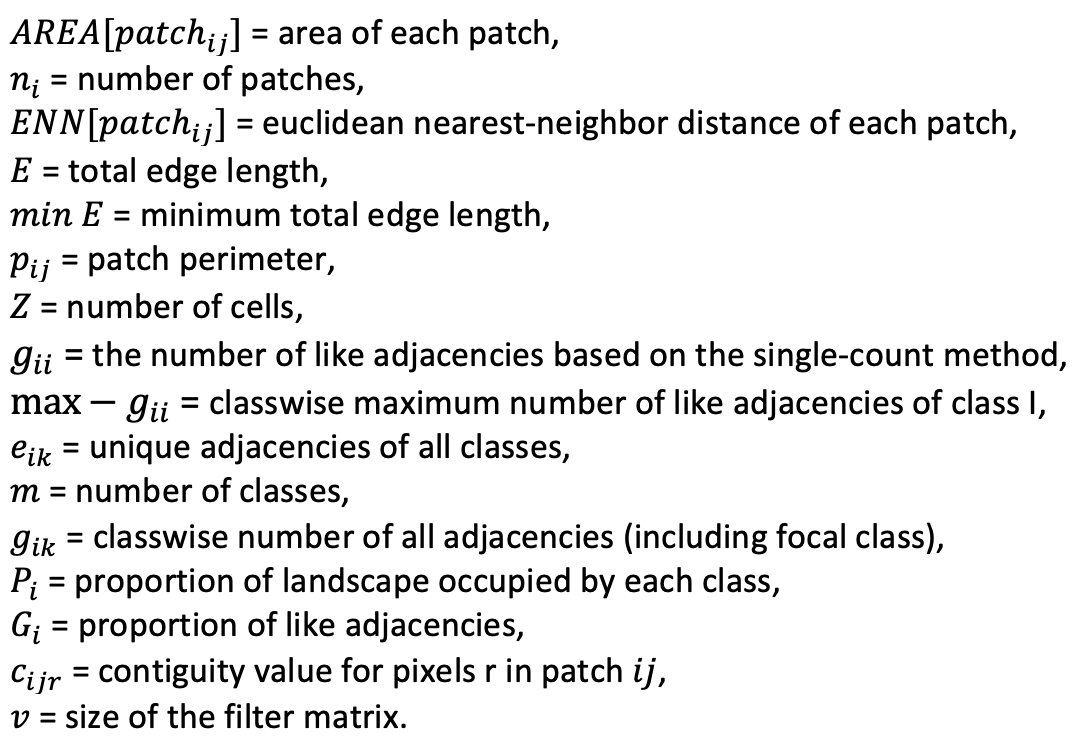 AREA[patch_{ij}] = area of each patch,
n_i = number of patches,
ENN[patch_{ij}] = euclidean nearest-neighbor distance of each patch,
E = total edge length,
min E = minimum total edge length,
p_{ij} = patch perimeter,
Z = number of cells,
g_{ii} = the number of like adjacencies based on the single-count method,
max − g_{ii} = classwise maximum number of like adjacencies of class I,
e_{ik} = unique adjacencies of all classes,
m = number of classes,
g_{ik} = classwise number of all adjacencies (including focal class),
P_i = proportion of landscape occupied by each class,
G_i = proportion of like adjacencies,
c_{ijr} = contiguity value for pixels r in patch ij,
v = size of the filter matrix.